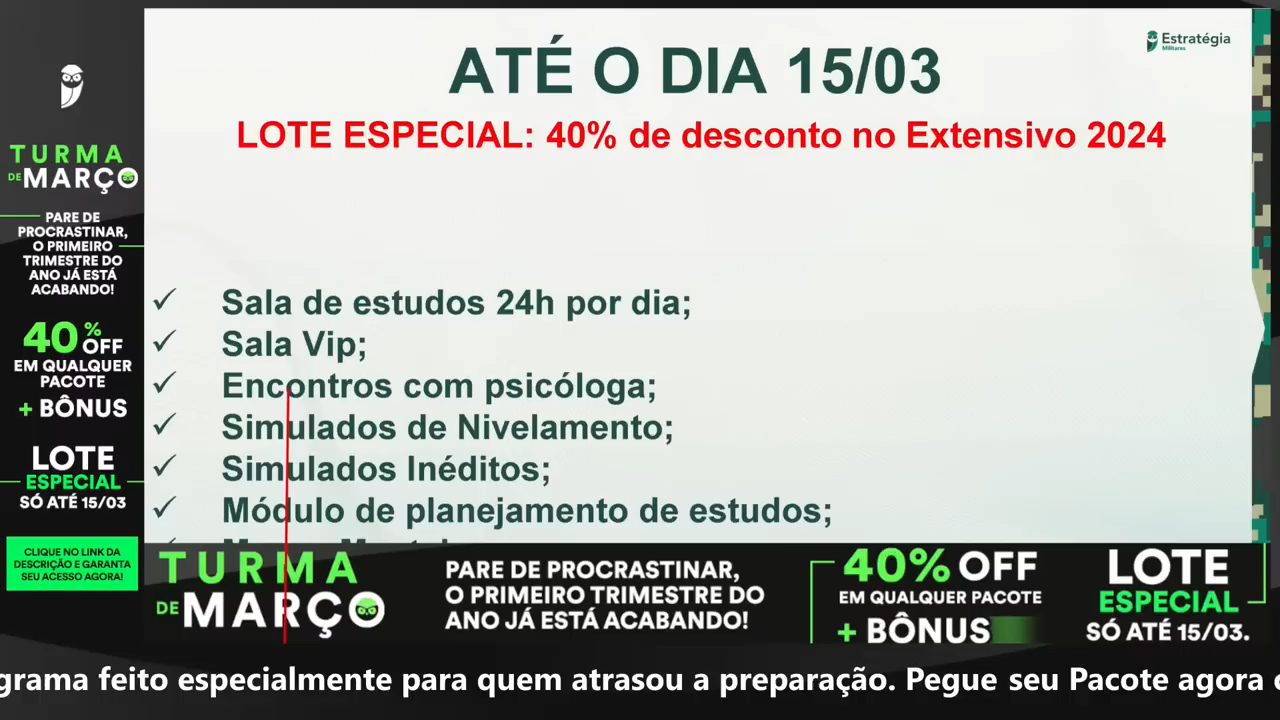 Estratégia
Militares
ATÉ O DIA 15/03
LOTE ESPECIAL: 40% de desconto no Extensivo 2024
Sala de estudos 24h por dia;
Sala Vip;
Encontros com psicóloga;
Simulados de Nivelamento;
Simulados Inéditos;
Módulo de planejamento de estudos;
TURMA
DE MARÇO
PARE DE
PROCRASTINAR,
O PRIMEIRO
TRIMESTRE DO
ANO JÁ ESTÁ
ACABANDO!
40% OFF
EM QUALQUER
PACOTE
+ BÔNUS
LOTE
ESPECIAL
SÓ ATÉ 15/03
CLIQUE NO LINK DA
DESCRIÇÃO E GARANTA
SEU ACESSO AGORA!
TURMA
DE MARÇO
PARE DE PROCRASTINAR,
O PRIMEIRO TRIMESTRE DO
ANO JÁ ESTÁ ACABANDO!
40% OFF
EM QUALQUER PACOTE
+ BÔNUS
LOTE
ESPECIAL
SÓ ATÉ 15/03.
grama feito especialmente para quem atrasou a preparação. Pegue seu Pacote agora